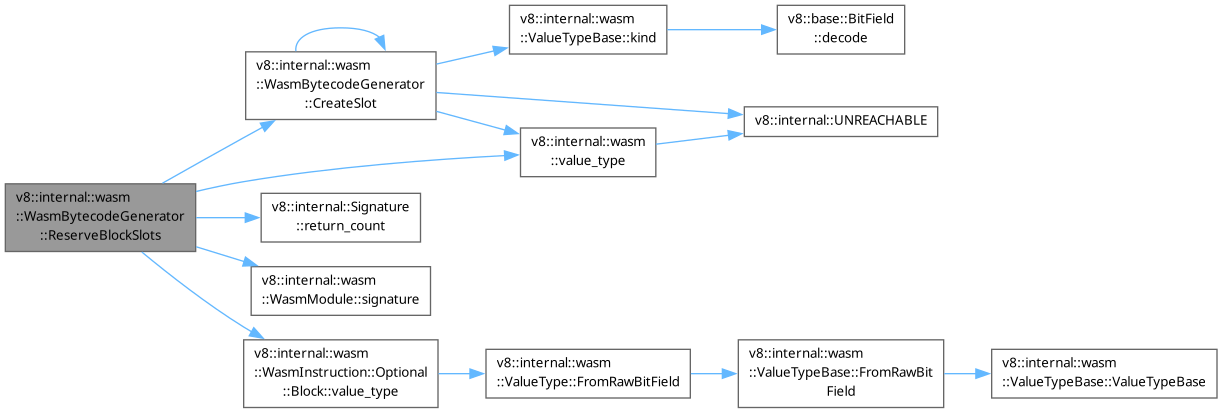 v8::internal::wasm
::ValueTypeBase::kind
v8::base::BitField
::decode
v8::internal::wasm
::WasmBytecodeGenerator
::CreateSlot
v8::internal::UNREACHABLE
v8::internal::wasm
::value_type
v8::internal::wasm
::WasmBytecodeGenerator
::ReserveBlockSlots
v8::internal::Signature
::return_count
v8::internal::wasm
::WasmModule::signature
v8::internal::wasm
::WasmInstruction::Optional
::Block::value_type
v8::internal::wasm
::ValueType::FromRawBitField
v8::internal::wasm
::ValueTypeBase::FromRawBit
Field
v8::internal::wasm
::ValueTypeBase::ValueTypeBase